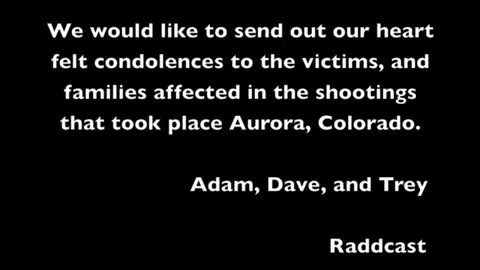 We would like to send out our heart
felt condolences to the victims, and
families affected in the shootings
that took place Aurora, Colorado.
Adam, Dave, and Trey
Raddcast